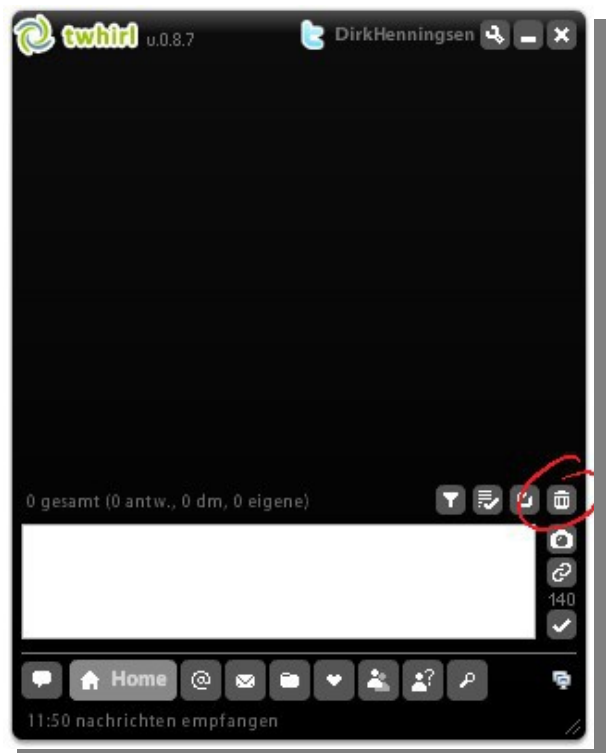 twhirl v.0.8.7 DirkHenningsen
0 gesamt (0 antw., 0 dm, 0 eigene)
140
Home @
11:50 nachrichten empfangen